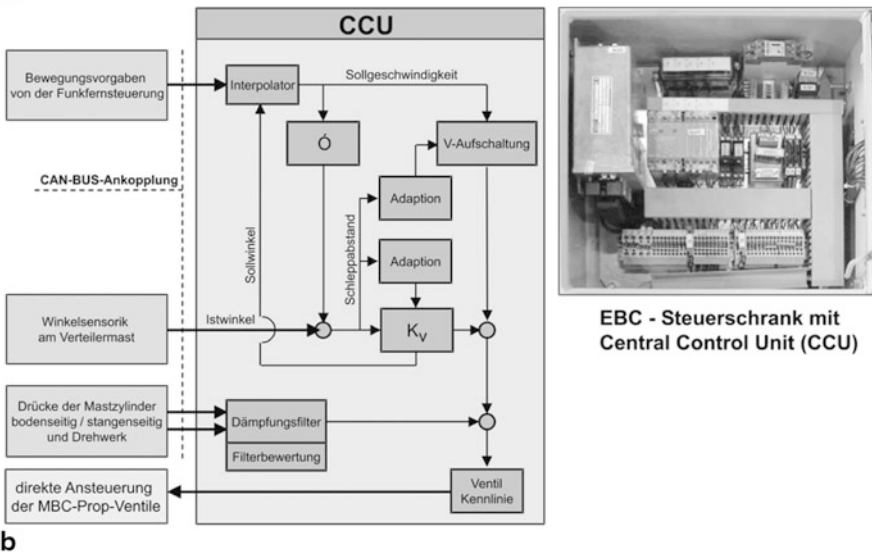 CCU
Bewegungsvorgaben
von der Funkfernsteuerung
Interpolator
Sollgeschwindigkeit
Ó
V-Aufschaltung
CAN-BUS-Ankopplung
Adaption
Sollwinkel
Schleppabstand
Adaption
Winkelsensorik
am Verteilermast
Istwinkel
Kv
Drücke der Mastzylinder
bodenseitig / stangenseitig
und Drehwerk
Dämpfungsfilter
Filterbewertung
direkte Ansteuerung
der MBC-Prop-Ventile
Ventil
Kennlinie
EBC - Steuerschrank mit
Central Control Unit (CCU)
b